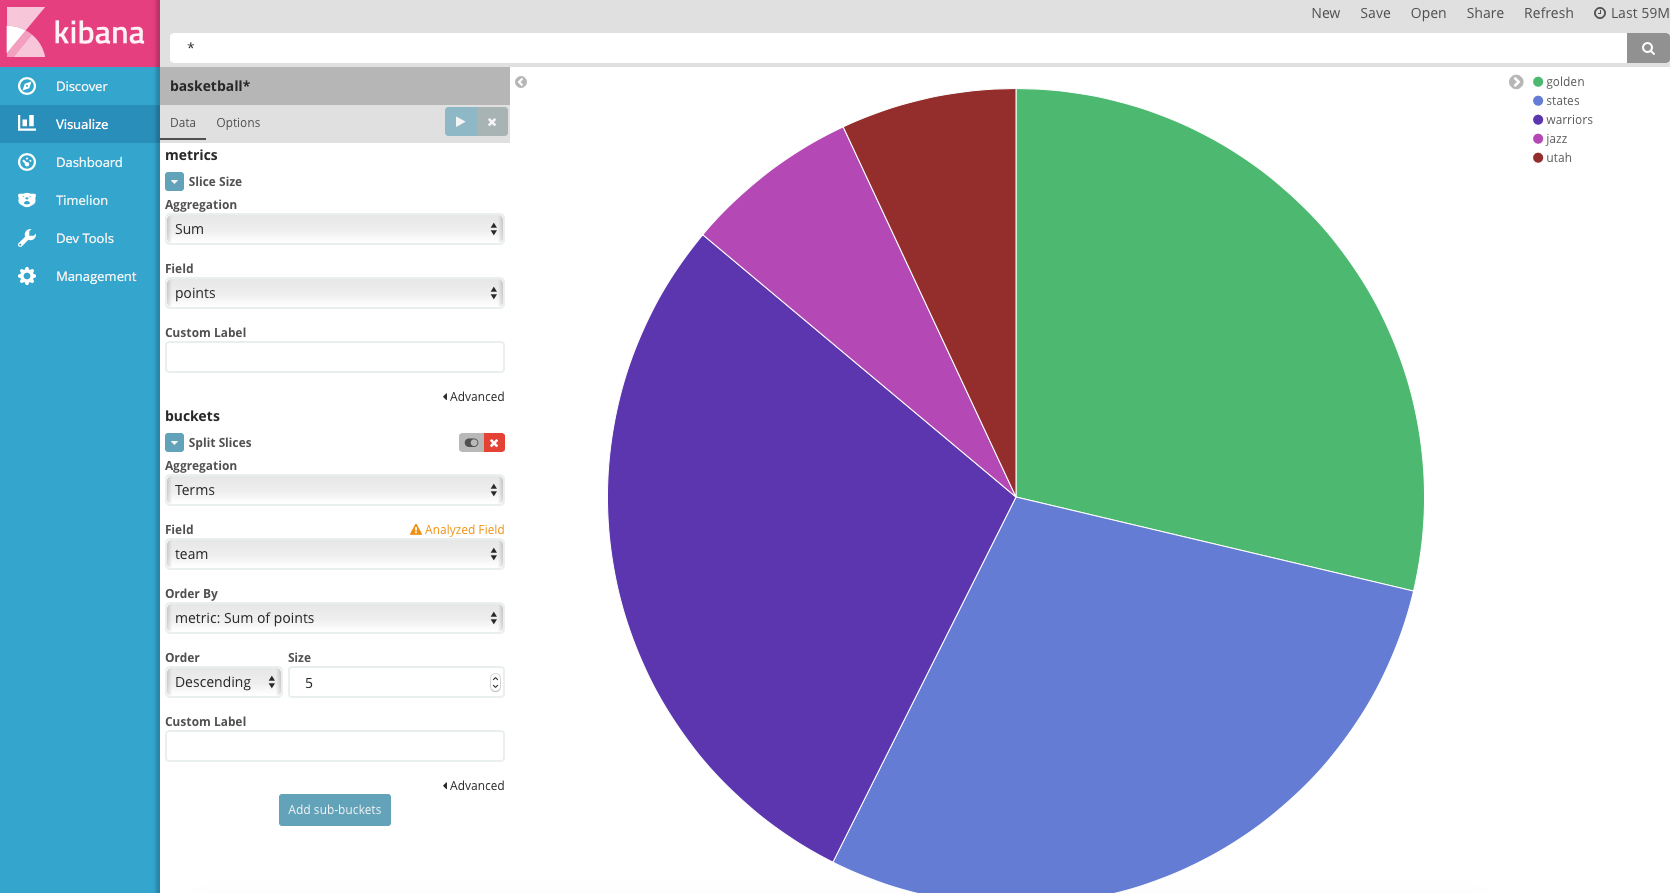 kibana
New Save Open Share Refresh Last 59M
*
Discover
Visualize
Dashboard
Timelion
Dev Tools
Management
basketball*
Data Options
metrics
Slice Size
Aggregation
Sum
Field
points
Custom Label
Advanced
buckets
Split Slices
Aggregation
Terms
Field Analyzed Field
team
Order By
metric: Sum of points
Order Size
Descending 5
Custom Label
Advanced
Add sub-buckets
golden
states
warriors
jazz
utah